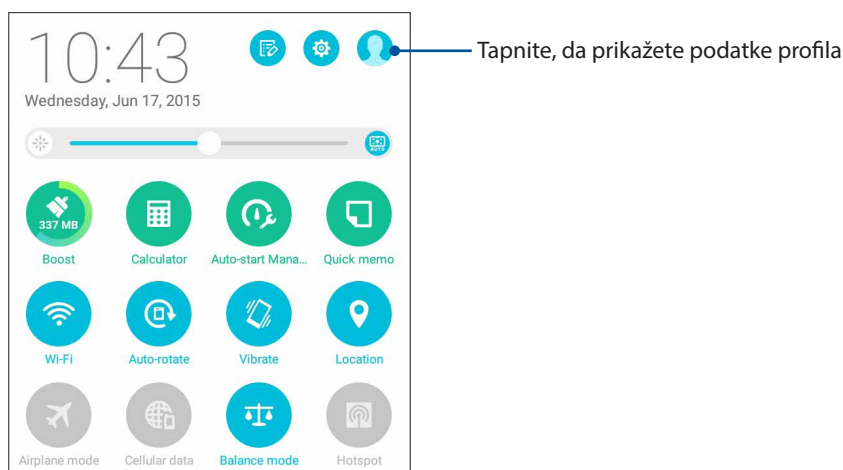 10:43
Tapnite, da prikažete podatke profila
Wednesday, Jun 17, 2015
AUTO
337 MB
Boost
Calculator
Auto-start Mana...
Quick memo
Wi-Fi
Auto-rotate
Vibrate
Location
Airplane mode
Cellular data
Balance mode
Hotspot